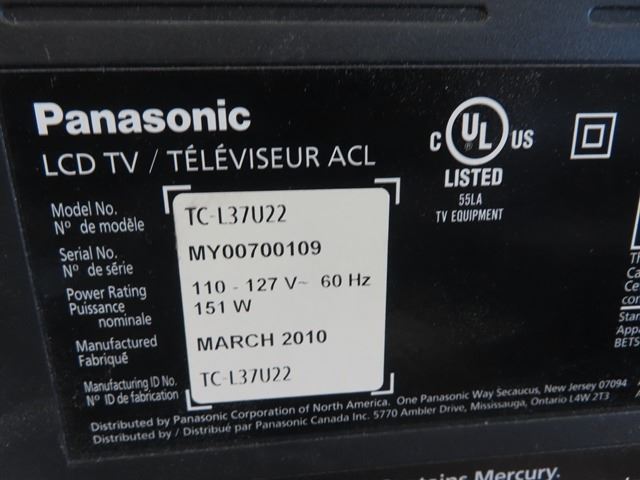 Panasonic
LCD TV / TÉLÉVISEUR ACL
C UL US
LISTED
55LA
TV EQUIPMENT
Model No.
Nº de modèle
TC-L37U22
Serial No.
Nº de série
MY00700109
Power Rating
Puissance
nominale
110 - 127 V~ 60 Hz
151 W
Manufactured
Fabriqué
MARCH 2010
Manufacturing ID No.
Nº ID de fabrication
TC-L37U22
Distributed by Panasonic Corporation of North America. One Panasonic Way Secaucus, New Jersey 07094
Distributed by / Distribué par Panasonic Canada Inc. 5770 Ambler Drive, Mississauga, Ontario L4W 2T3
Mercury.